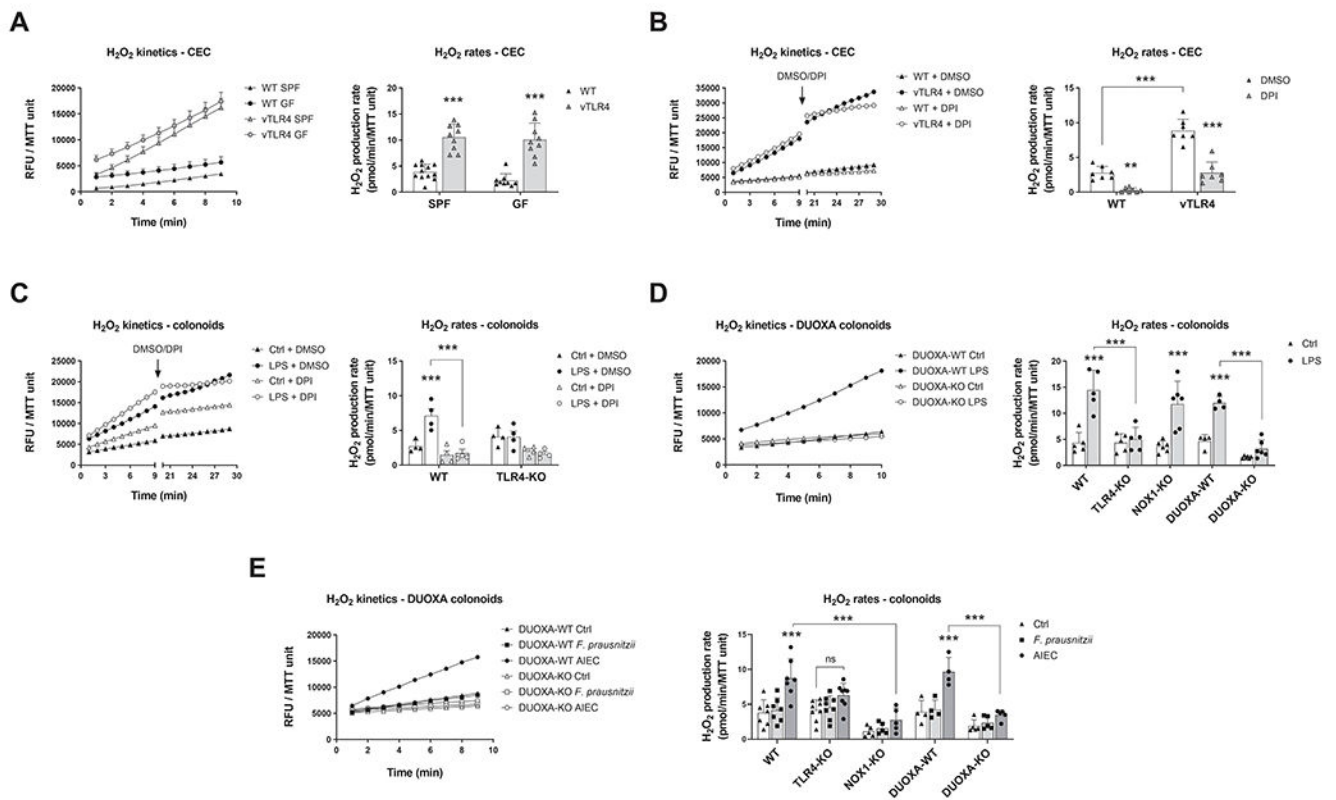 A
H₂O₂ kinetics - CEC
RFU / MTT unit
20000
15000
10000
5000
0
0 2 4 6 8 10
Time (min)
WT SPF
WT GF
vTLR4 SPF
vTLR4 GF
H₂O₂ rates - CEC
H₂O₂ production rate
(pmol/min/MTT unit)
20
15
10
5
0
*** ***
SPF GF
WT
vTLR4
B
H₂O₂ kinetics - CEC
DMSO/DPI
RFU / MTT unit
35000
30000
25000
20000
15000
10000
5000
0
0 3 6 9 21 24 27 30
Time (min)
WT + DMSO
vTLR4 + DMSO
WT + DPI
vTLR4 + DPI
H₂O₂ rates - CEC
H₂O₂ production rate
(pmol/min/MTT unit)
15
10
5
0
***
** ***
WT vTLR4
DMSO
DPI
C
H₂O₂ kinetics - colonoids
DMSO/DPI
RFU / MTT unit
25000
20000
15000
10000
5000
0
0 3 6 9 21 24 27 30
Time (min)
Ctrl + DMSO
LPS + DMSO
Ctrl + DPI
LPS + DPI
H₂O₂ rates - colonoids
H₂O₂ production rate
(pmol/min/MTT unit)
15
10
5
0
***
***
WT TLR4-KO
Ctrl + DMSO
LPS + DMSO
Ctrl + DPI
LPS + DPI
D
H₂O₂ kinetics - DUOXA colonoids
RFU / MTT unit
20000
15000
10000
5000
0
0 2 4 6 8 10
Time (min)
DUOXA-WT Ctrl
DUOXA-WT LPS
DUOXA-KO Ctrl
DUOXA-KO LPS
H₂O₂ rates - colonoids
H₂O₂ production rate
(pmol/min/MTT unit)
20
15
10
5
0
*** *** *** *** ***
WT
TLR4-KO
NOX1-KO
DUOXA-WT
DUOXA-KO
Ctrl
LPS
E
H₂O₂ kinetics - DUOXA colonoids
RFU / MTT unit
20000
15000
10000
5000
0
0 2 4 6 8 10
Time (min)
DUOXA-WT Ctrl
DUOXA-WT F. prausnitzii
DUOXA-WT AIEC
DUOXA-KO Ctrl
DUOXA-KO F. prausnitzii
DUOXA-KO AIEC
H₂O₂ rates - colonoids
H₂O₂ production rate
(pmol/min/MTT unit)
15
10
5
0
*** ***
*** ns ***
WT
TLR4-KO
NOX1-KO
DUOXA-WT
DUOXA-KO
Ctrl
F. prausnitzii
AIEC